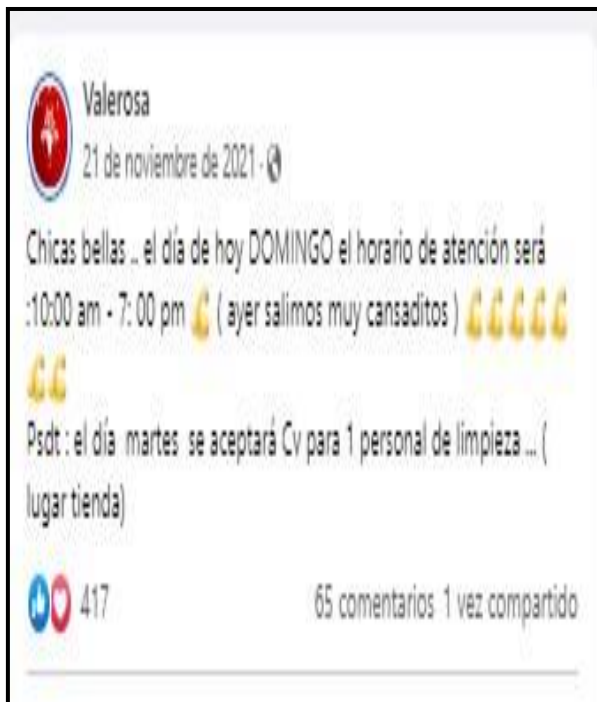 Valerosa
21 de noviembre de 2021 ·
Chicas bellas .. el día de hoy DOMINGO el horario de atención será
:10:00 am - 7: 00 pm 💪 ( ayer salimos muy cansaditos ) 💪💪💪💪💪
💪💪
Psdt : el día martes se aceptará Cv para 1 personal de limpieza ... (
lugar tienda)
417
65 comentarios 1 vez compartido